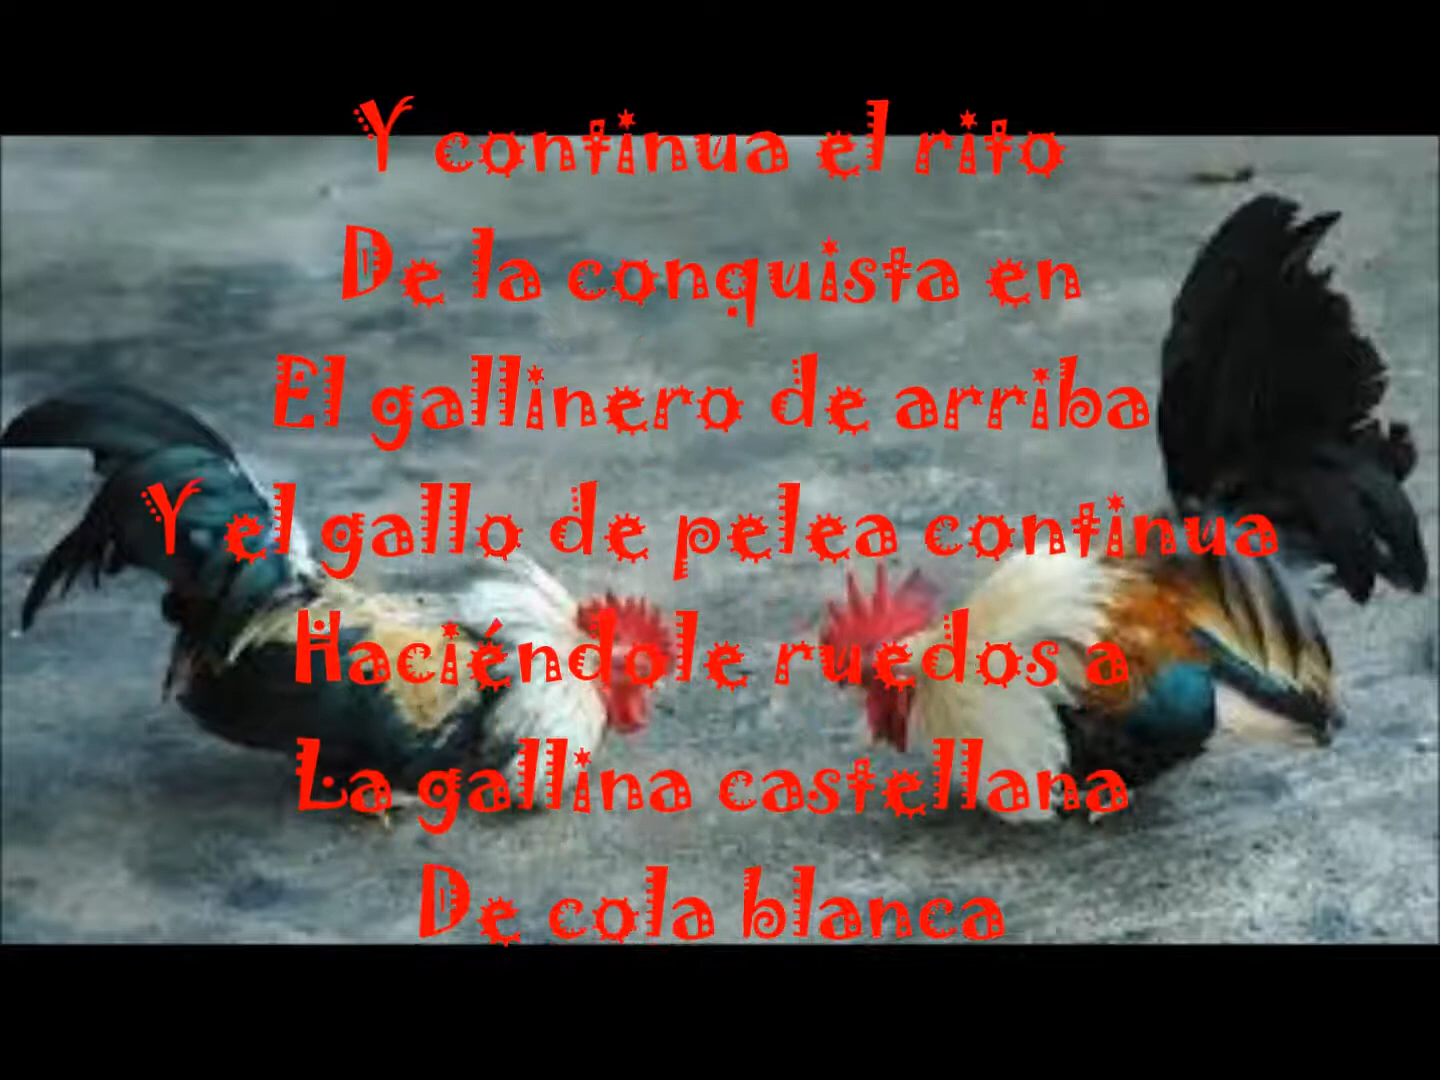 Y continua el rito
De la conquista en
El gallinero de arriba
Y el gallo de pelea continua
Haciéndole ruedos a
La gallina castellana
De cola blanca